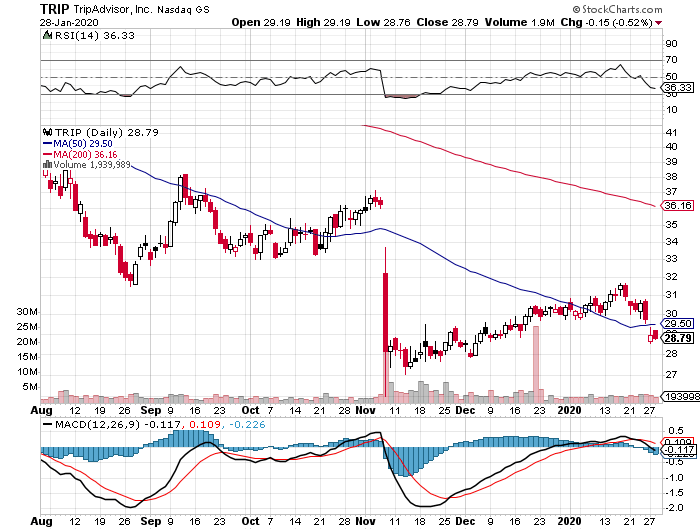 TRIP TripAdvisor, Inc. Nasdaq GS © StockCharts.com
28-Jan-2020 Open 29.19 High 29.19 Low 28.76 Close 28.79 Volume 1.9M Chg -0.15 (-0.52%)
RSI(14) 36.33
90
70
50
36.33
30
10
TRIP (Daily) 28.79
MA(50) 29.50
MA(200) 36.16
Volume 1,939,989
41
39
38
37
36.16
35
34
33
32
31
30
29.50
28.79
28
27
30M
25M
20M
15M
10M
5M
Aug 12 19 26 Sep 9 16 23 Oct 7 14 21 28 Nov 11 18 25 Dec 9 16 23 2020 13 21 27
MACD(12,26,9) -0.117, 0.109, -0.226
0.5
0.109
-0.117
-0.5
-1.0
-1.5
-2.0
Aug 12 19 26 Sep 9 16 23 Oct 7 14 21 28 Nov 11 18 25 Dec 9 16 23 2020 13 21 27